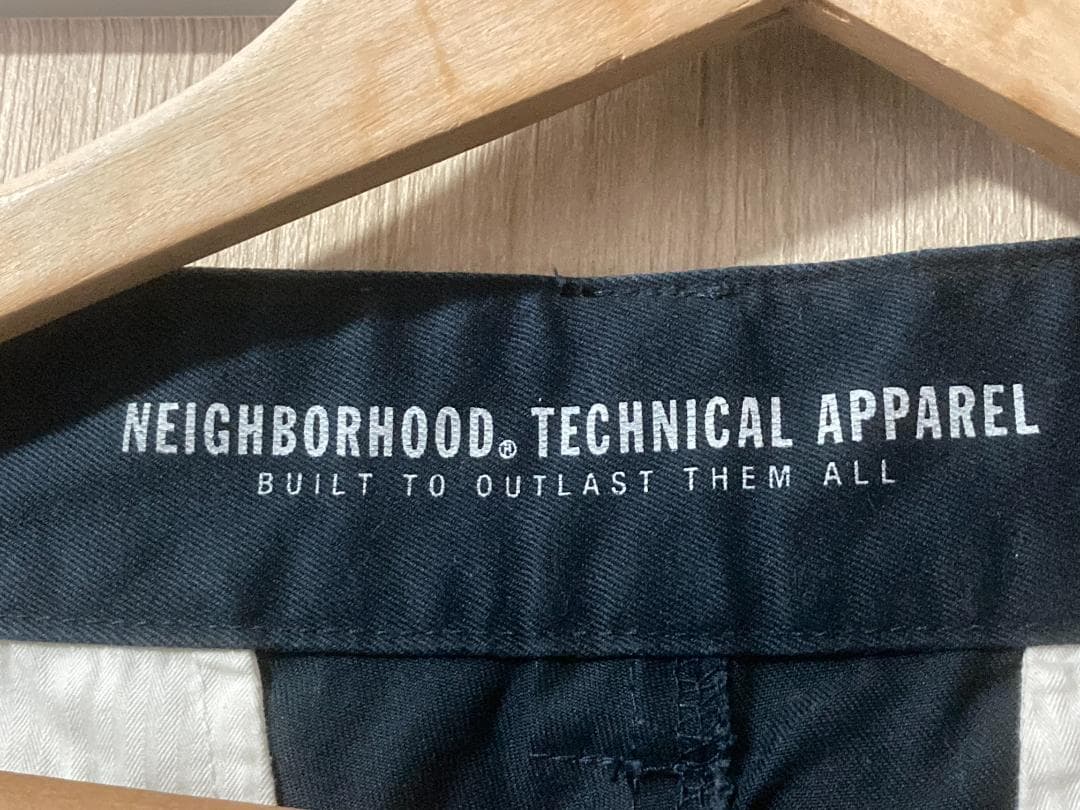 NEIGHBORHOOD® TECHNICAL APPAREL
BUILT TO OUTLAST THEM ALL